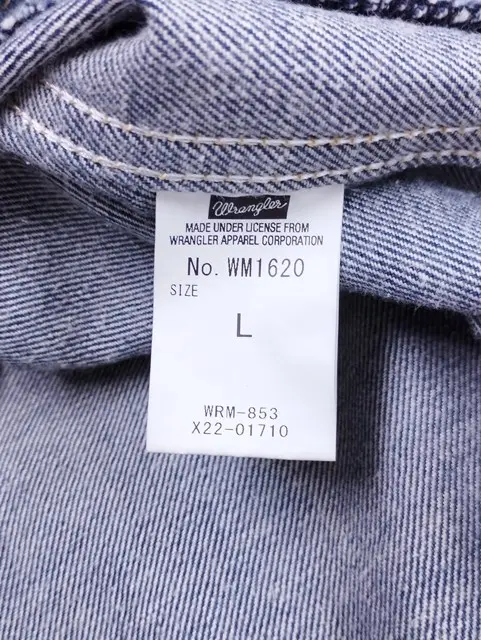 Wrangler
MADE UNDER LICENSE FROM
WRANGLER APPAREL CORPORATION
No. WM1620
SIZE
L
WRM-853
X22-01710